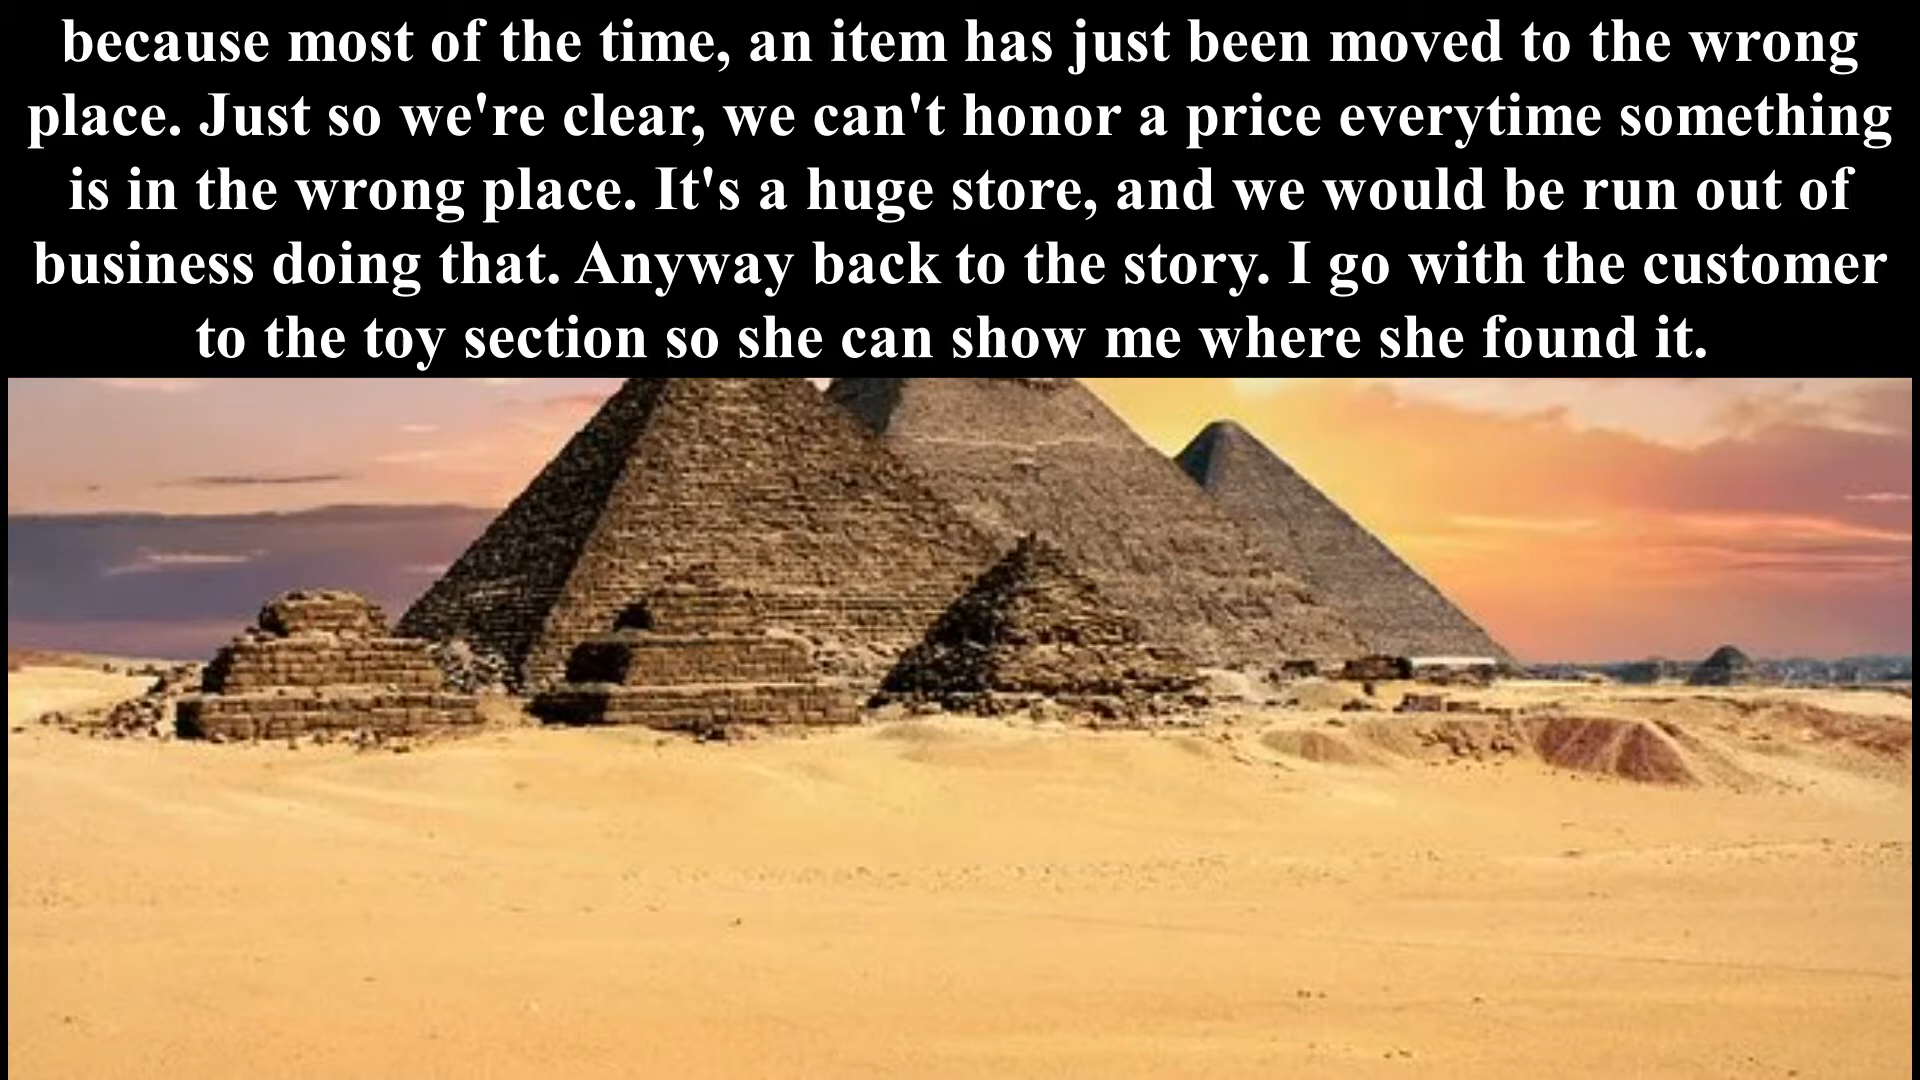 because most of the time, an item has just been moved to the wrong
place. Just so we're clear, we can't honor a price everytime something
is in the wrong place. It's a huge store, and we would be run out of
business doing that. Anyway back to the story. I go with the customer
to the toy section so she can show me where she found it.